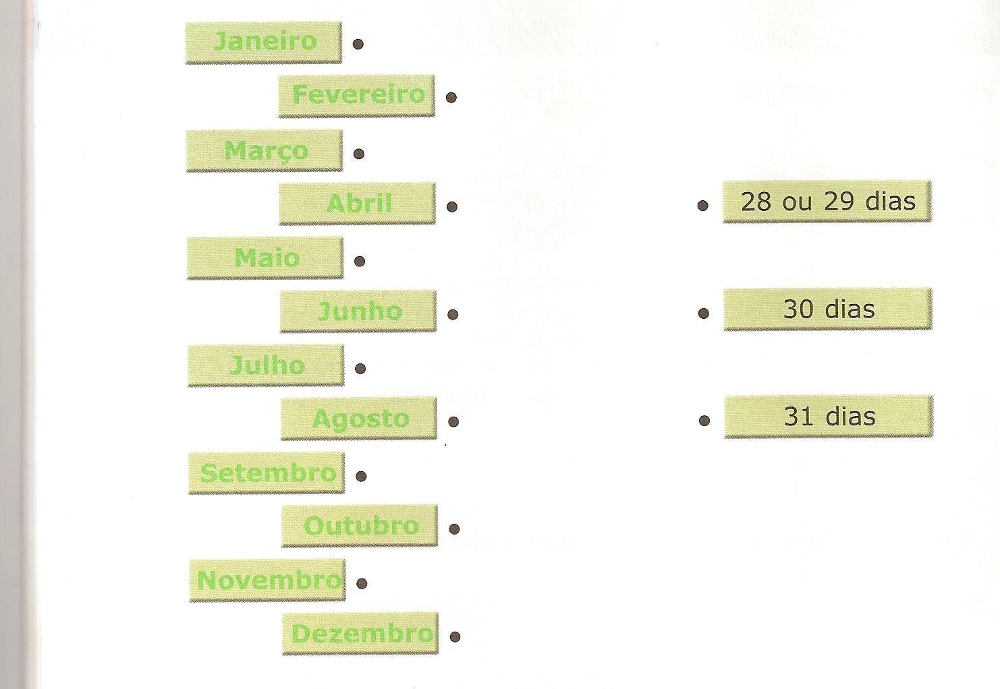 Janeiro
Fevereiro
Março
Abril
28 ou 29 dias
Maio
Junho
30 dias
Julho
Agosto
31 dias
Setembro
Outubro
Novembro
Dezembro